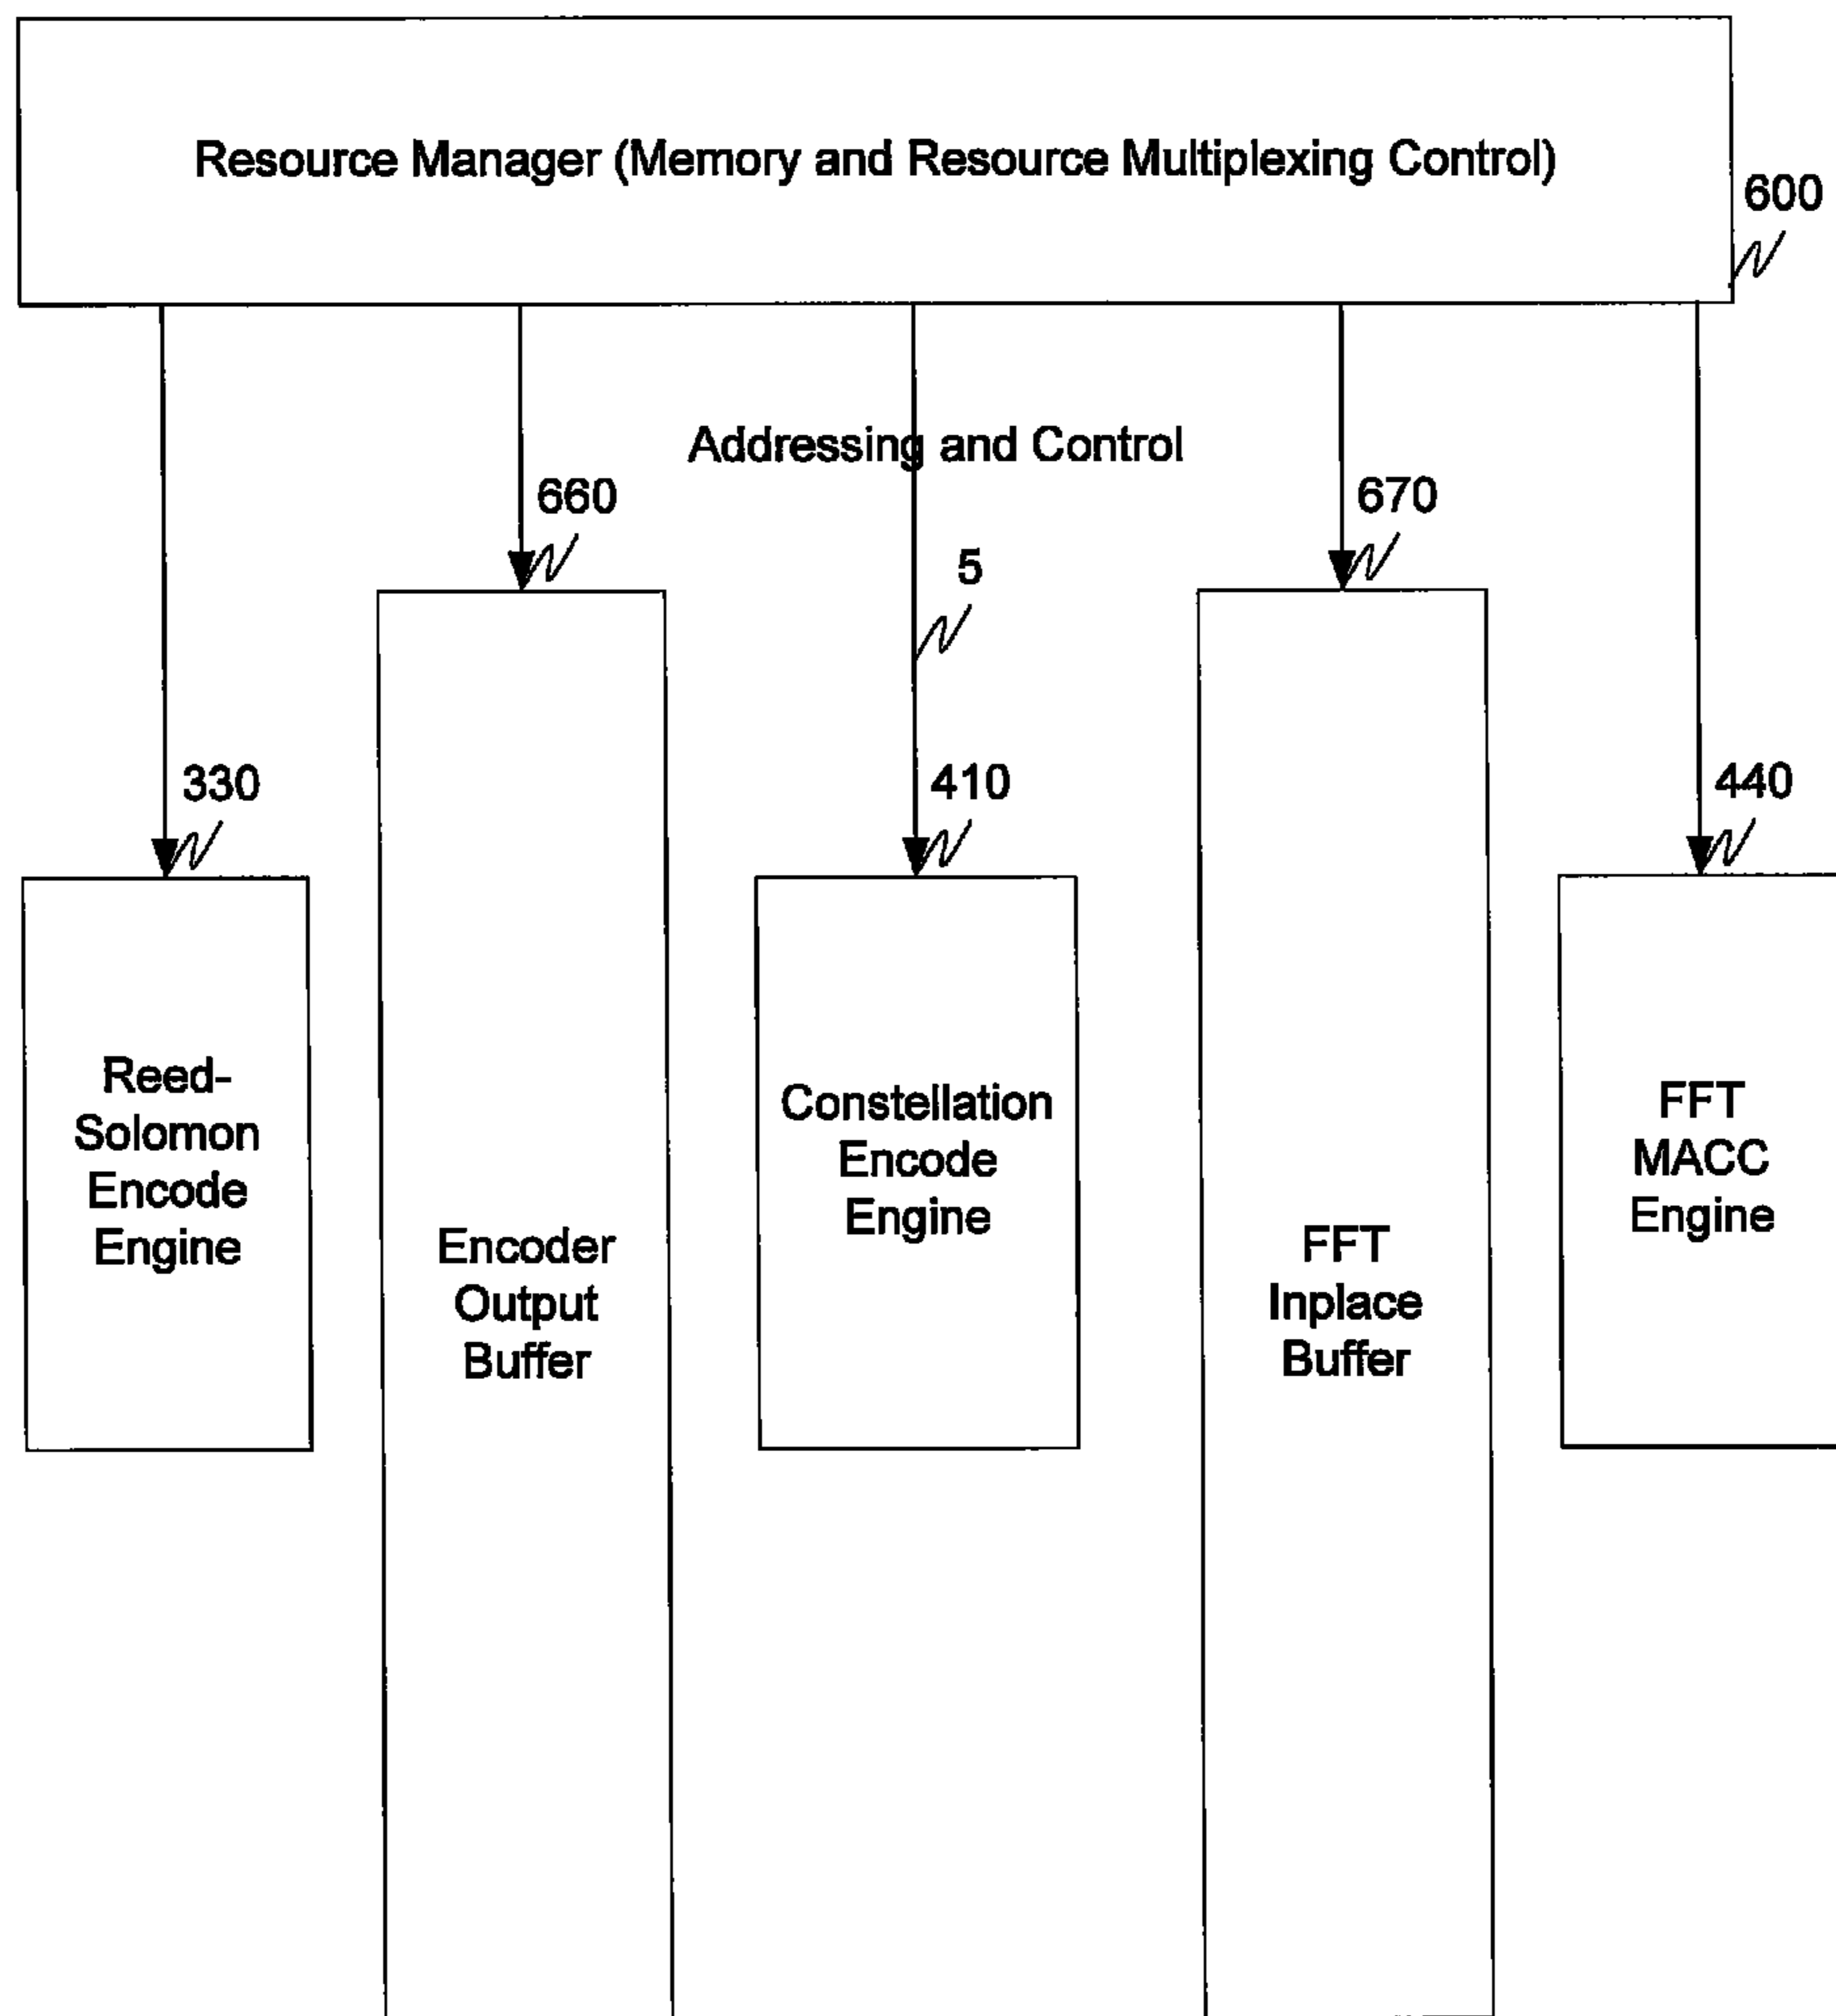 Resource Manager (Memory and Resource Multiplexing Control)
600
Addressing and Control
660
670
5
330
410
440
Reed-
Solomon
Encode
Engine
Encoder
Output
Buffer
Constellation
Encode
Engine
FFT
Inplace
Buffer
FFT
MACC
Engine